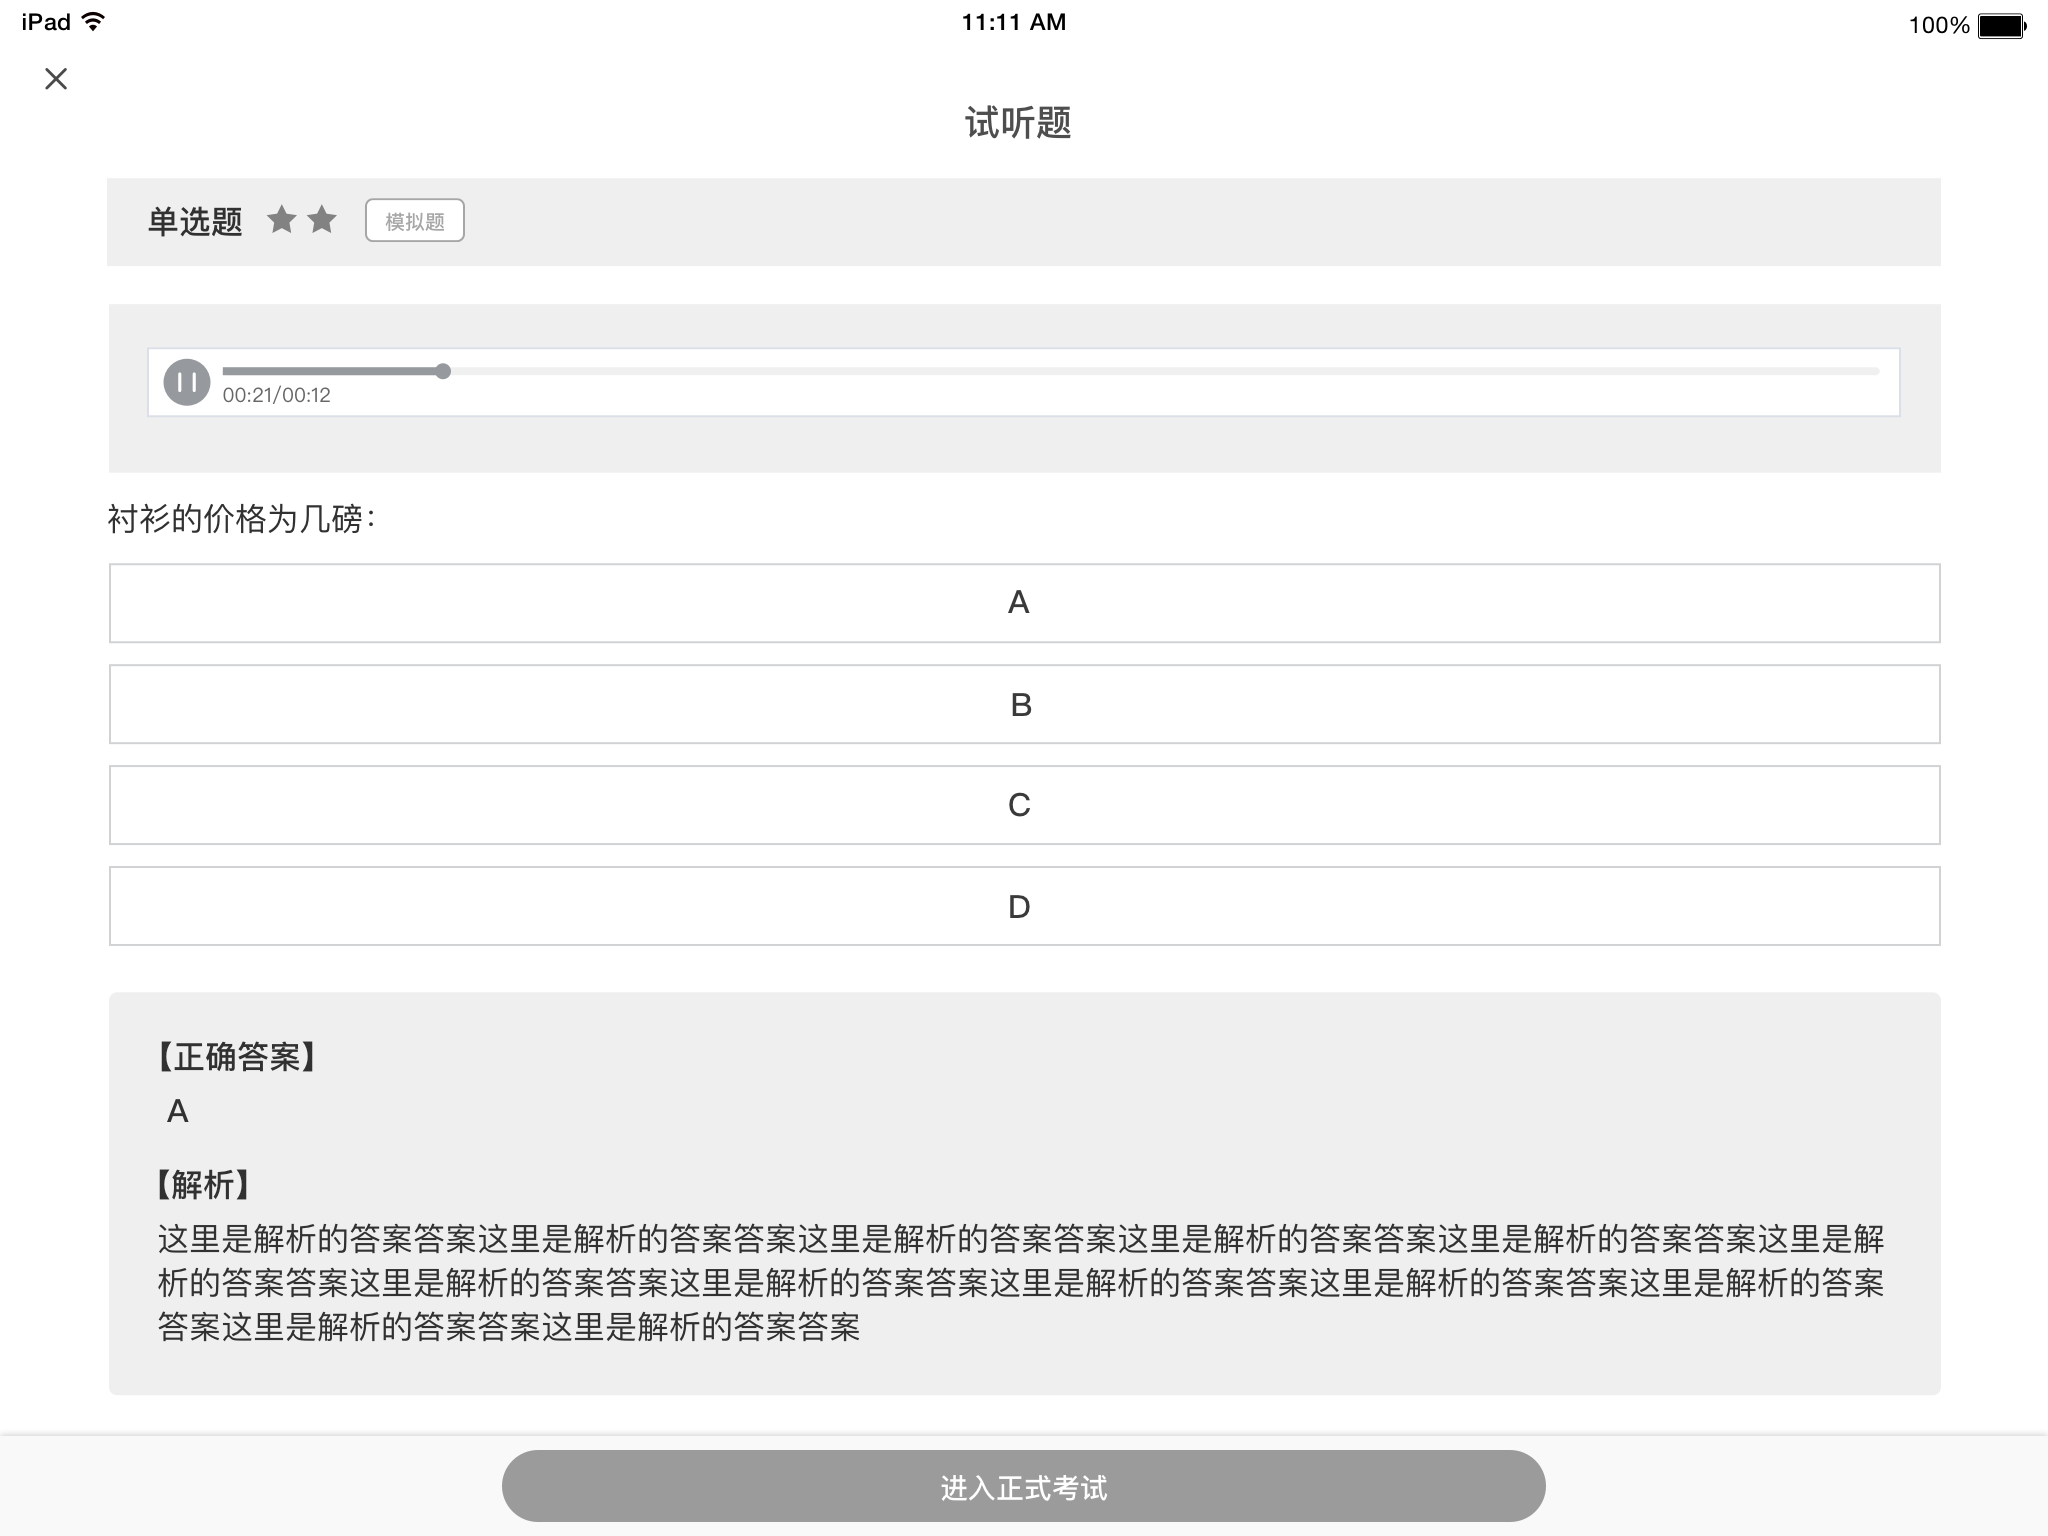 iPad
11:11 AM
100%
试听题
单选题
模拟题
00:21/00:12
衬衫的价格为几磅：
A
B
C
D
【正确答案】
A
【解析】
这里是解析的答案答案这里是解析的答案答案这里是解析的答案答案这里是解析的答案答案这里是解析的答案答案这里是解
析的答案答案这里是解析的答案答案这里是解析的答案答案这里是解析的答案答案这里是解析的答案答案这里是解析的答案
答案这里是解析的答案答案这里是解析的答案答案
进入正式考试